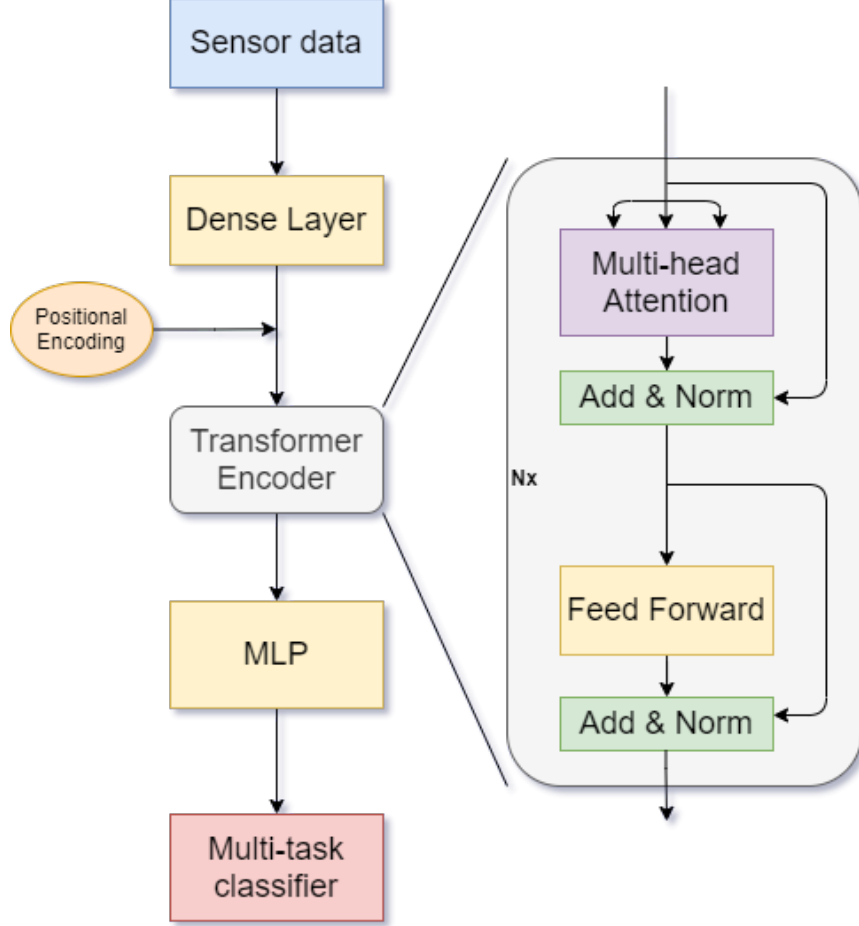 Sensor data
Dense Layer
Positional
Encoding
Transformer
Encoder
MLP
Multi-task
classifier
Multi-head
Attention
Add & Norm
Nx
Feed Forward
Add & Norm